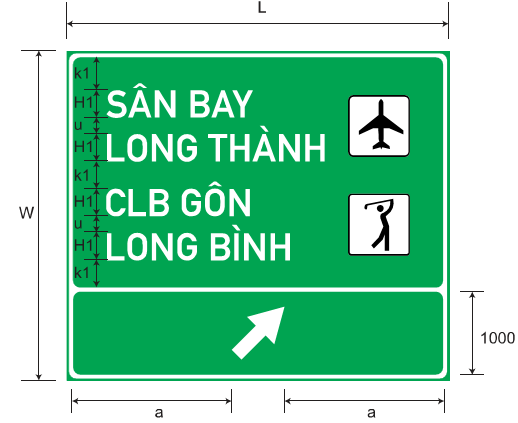 L
k1
H1
SÂN BAY
u
H1
LONG THÀNH
k1
W
H1
CLB GÔN
u
H1
LONG BÌNH
k1
1000
a
a